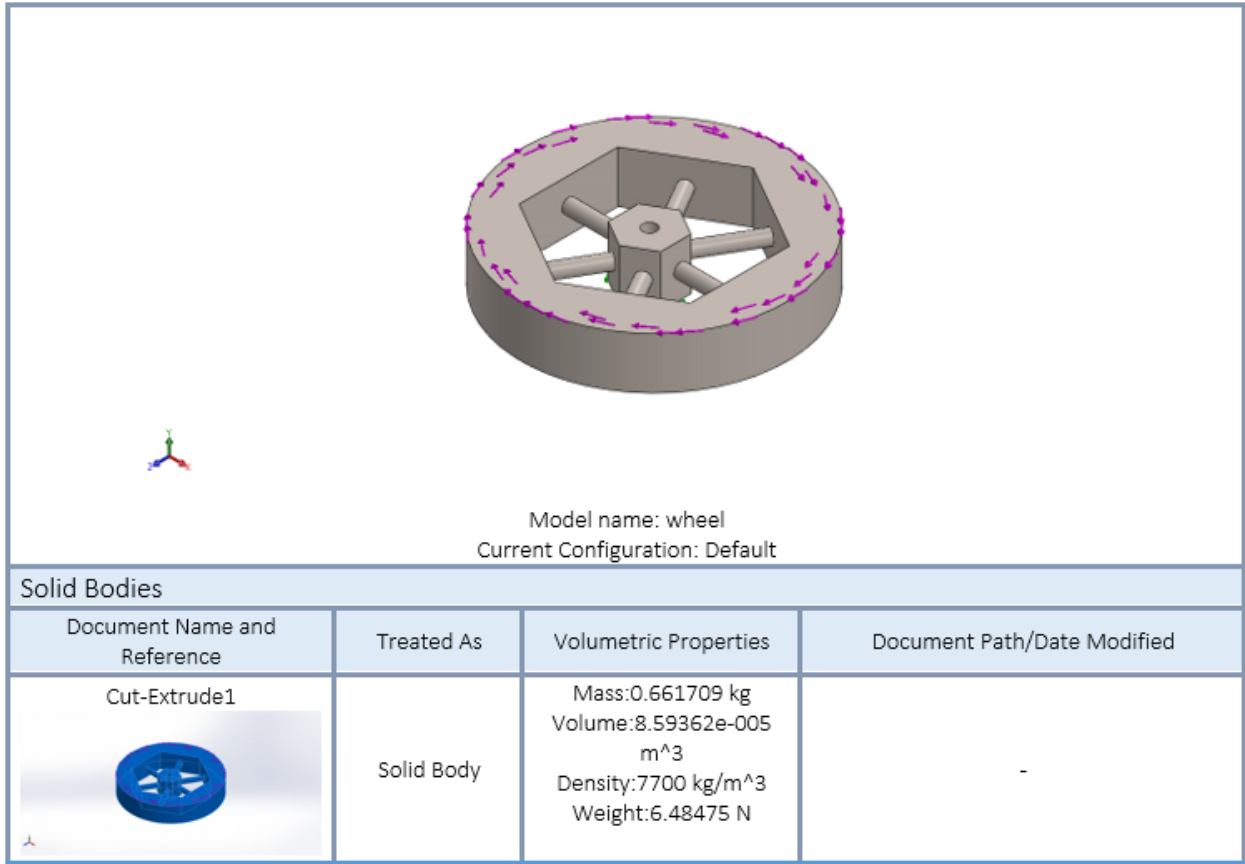 Y
Z
X
Model name: wheel
Current Configuration: Default
Solid Bodies
Document Name and
Reference
Treated As
Volumetric Properties
Document Path/Date Modified
Cut-Extrude1
Solid Body
Mass:0.661709 kg
Volume:8.59362e-005
m^3
Density:7700 kg/m^3
Weight:6.48475 N
-